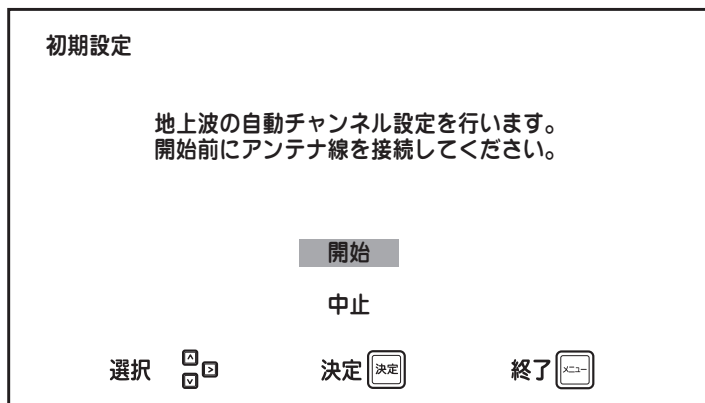 初期設定
地上波の自動チャンネル設定を行います。
開始前にアンテナ線を接続してください。
開始
中止
選択 決定 決定 終了 メニュー